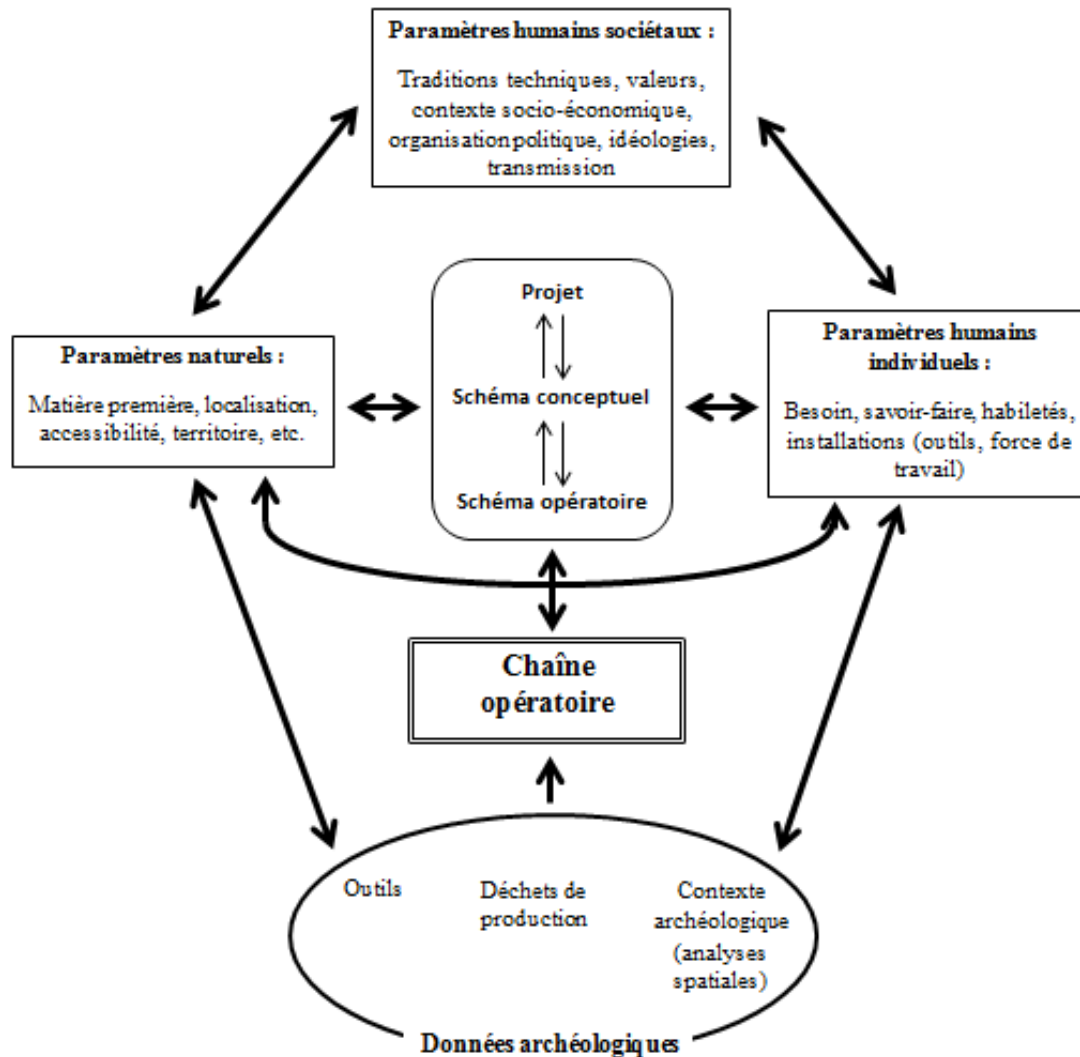 Paramètres humains sociétaux :
Traditions techniques, valeurs,
contexte socio-économique,
organisation politique, idéologies,
transmission
Projet
Schéma conceptuel
Schéma opératoire
Paramètres naturels :
Matière première, localisation,
accessibilité, territoire, etc.
Paramètres humains
individuels :
Besoin, savoir-faire, habiletés,
installations (outils, force de
travail)
Chaîne
opératoire
Outils
Déchets de
production
Contexte
archéologique
(analyses
spatiales)
Données archéologiques